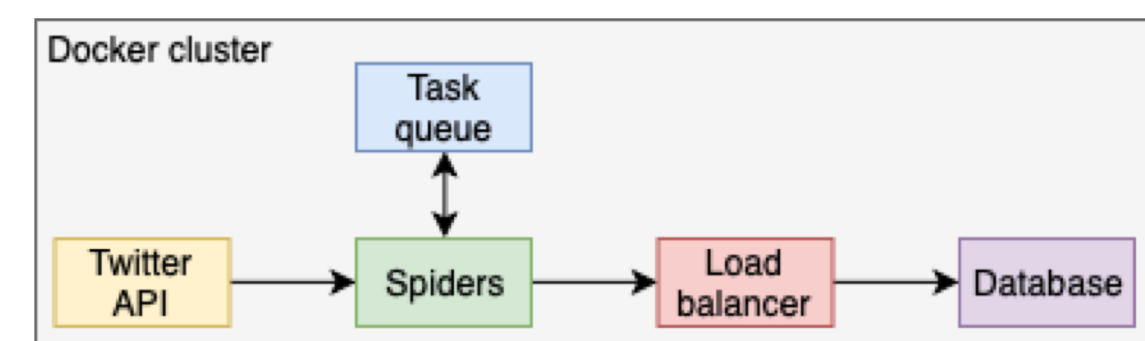 Docker cluster
Task
queue
Twitter
API
Spiders
Load
balancer
Database